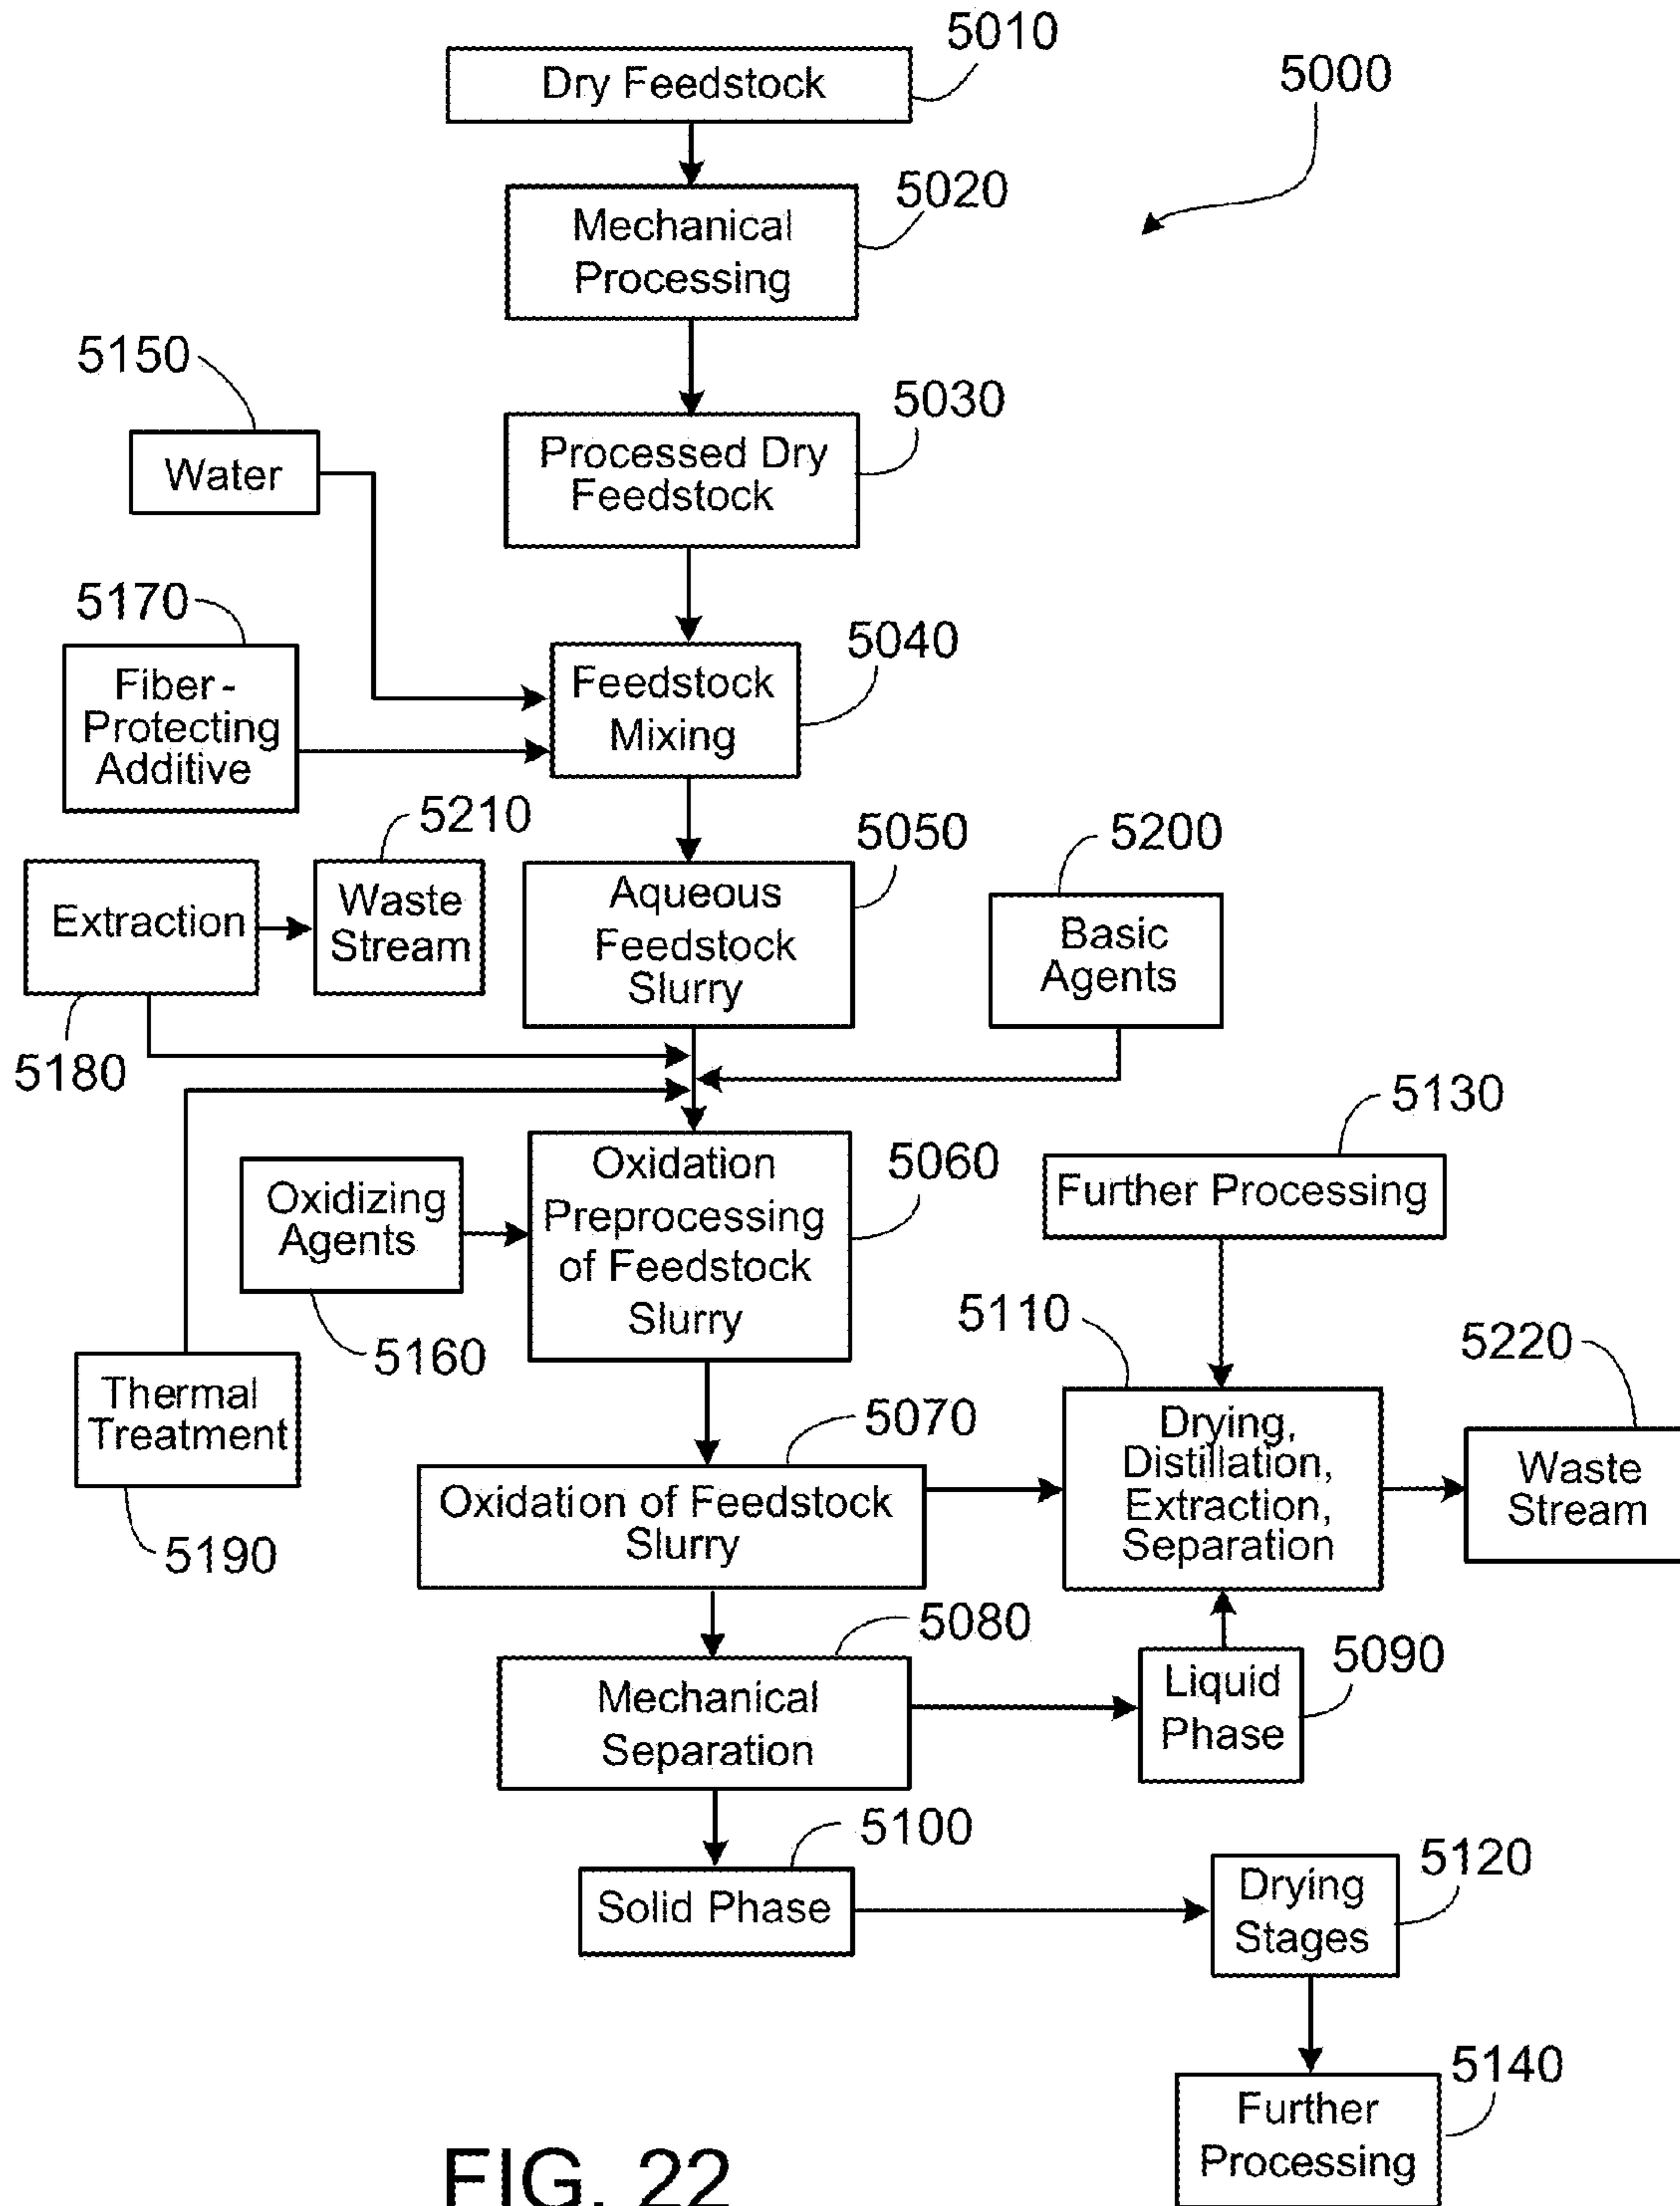 5010
Dry Feedstock
5000
5020
Mechanical
Processing
5150
5030
Water
Processed Dry
Feedstock
5170
5040
Fiber-
Protecting
Additive
Feedstock
Mixing
5210
5050
5200
Extraction
Waste
Stream
Aqueous
Feedstock
Slurry
Basic
Agents
5180
5130
5060
Oxidizing
Agents
Oxidation
Preprocessing
of Feedstock
Slurry
Further Processing
5160
5110
5220
Thermal
Treatment
5070
Drying,
Distillation,
Extraction,
Separation
Waste
Stream
5190
Oxidation of Feedstock
Slurry
5080
5090
Mechanical
Separation
Liquid
Phase
5100
5120
Solid Phase
Drying
Stages
5140
Further
Processing
FIG. 22